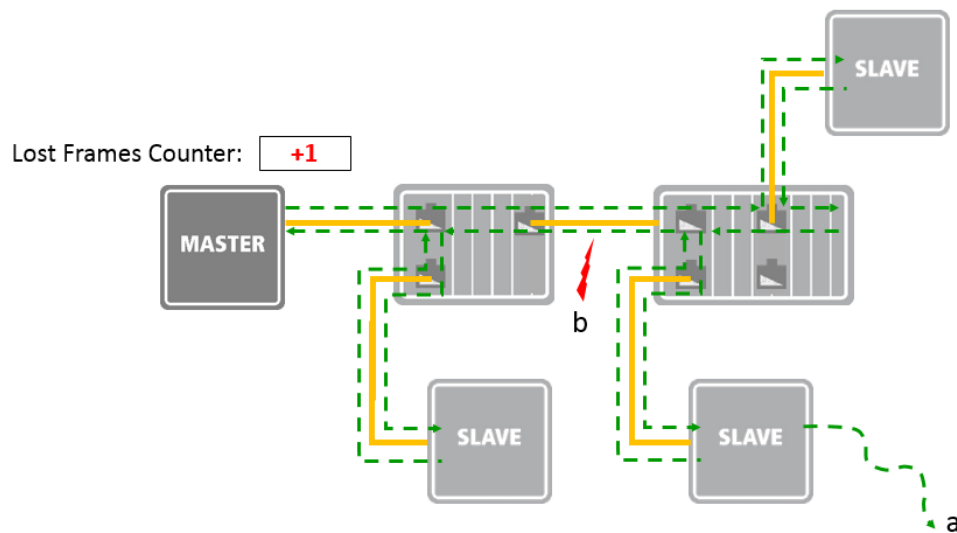 SLAVE
Lost Frames Counter: +1
MASTER
b
SLAVE
SLAVE
a